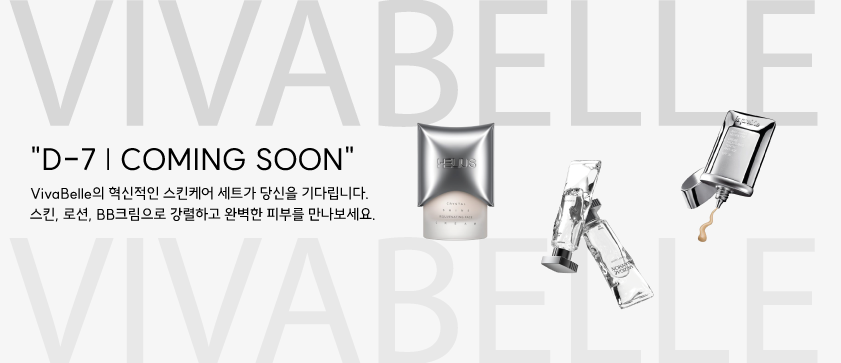 VIVABELLE
"D-7 | COMING SOON"
VivaBelle의 혁신적인 스킨케어 세트가 당신을 기다립니다.
스킨, 로션, BB크림으로 강렬하고 완벽한 피부를 만나보세요.
VIVABELLE